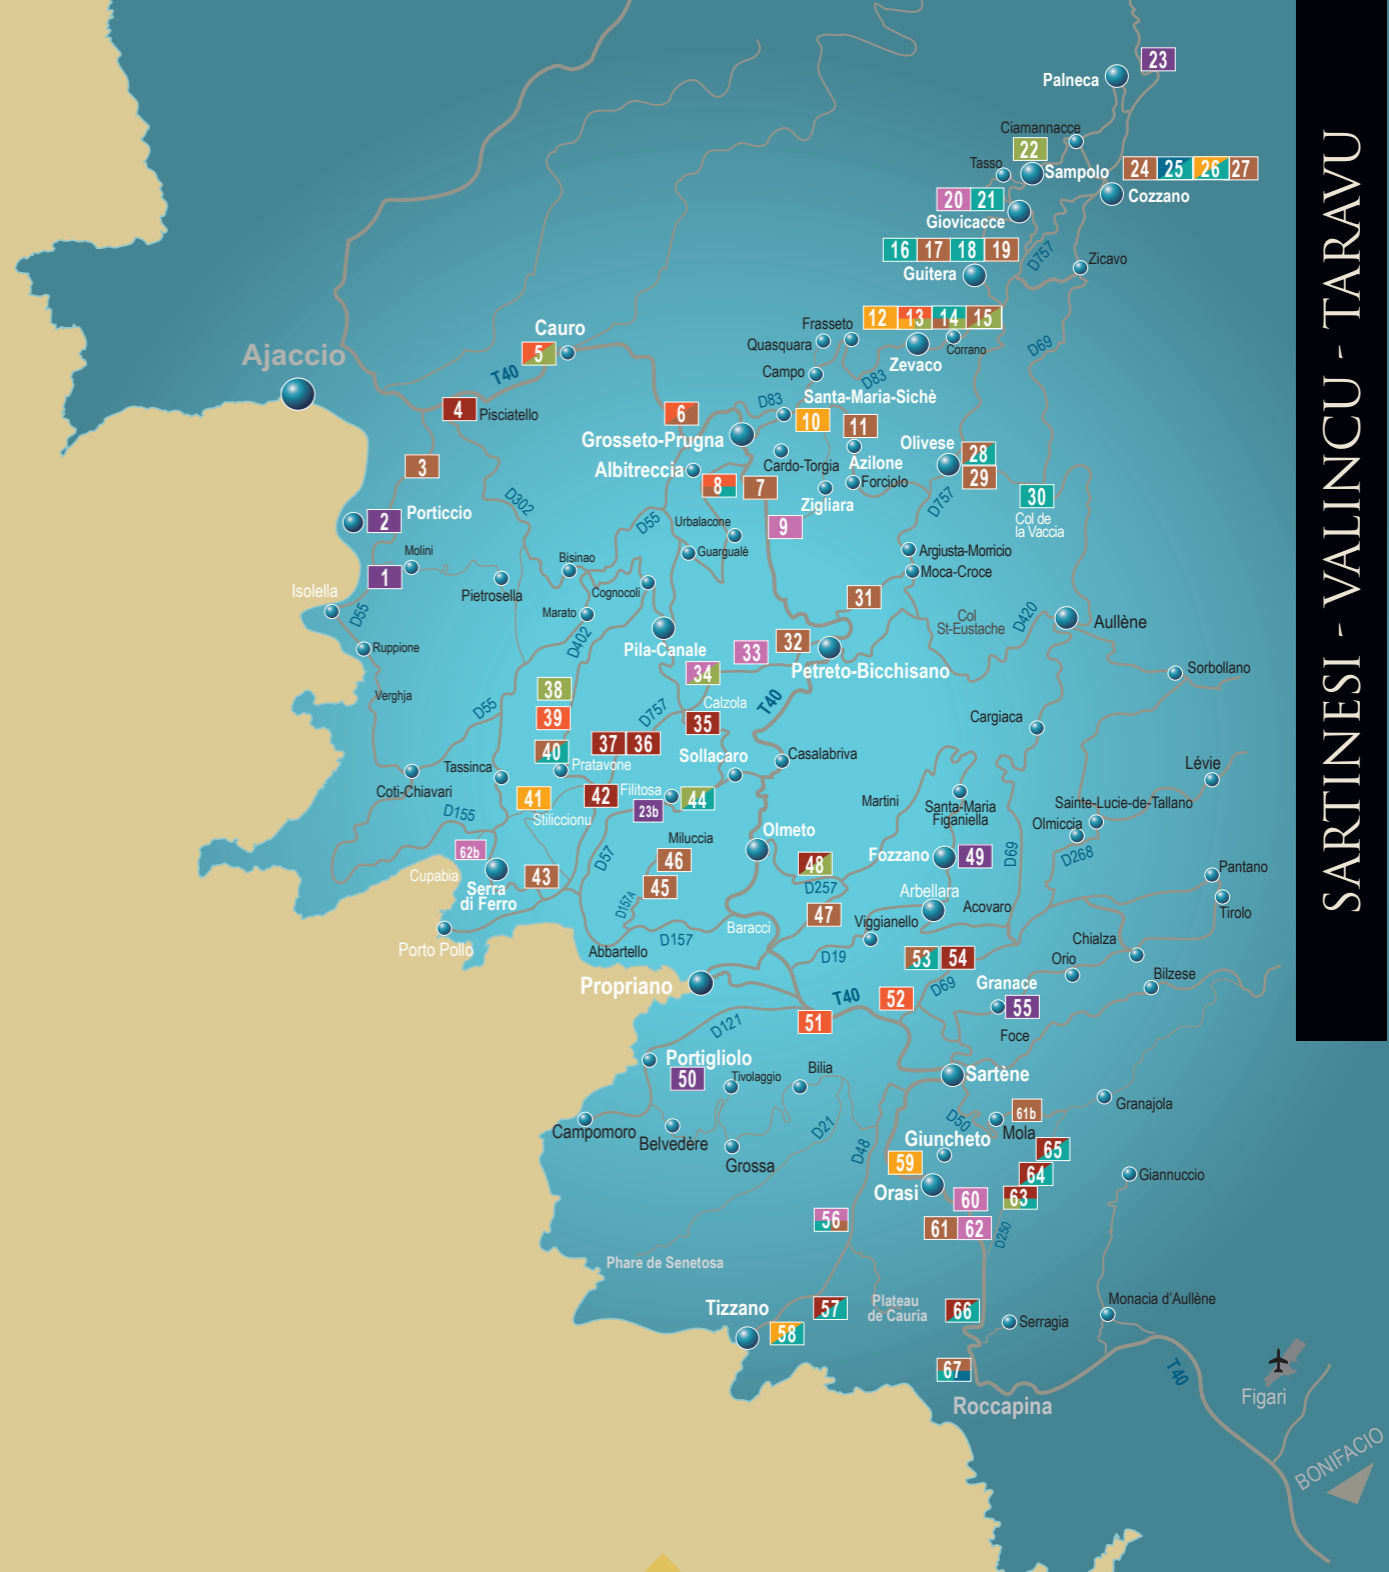 SARTINESI - VALINCU - TARAVU
23
Palneca
Ciamannacce
22
Tasso
Sampolo
24 25 26 27
Cozzano
20 21
Giovicacce
16 17 18 19
Guitera
D757
Zicavo
12 13 14 15
Frasseto
Quasquara
Corrano
Zevaco
D69
Cauro
5
Ajaccio
T40
Campo
D83
D83
Santa-Maria-Sichè
4
Pisciatello
6
10
11
Grosseto-Prugna
Olivese
28
3
Albitreccia
Cardo-Torgia
Azilone
29
8
7
Forciolo
30
Zigliara
D757
Col de
la Vaccia
D302
2
Porticcio
D55
Urbalacone
9
Molini
Guargualè
Argiusta-Morricio
Bisinao
Moca-Croce
1
Isolella
Pietrosella
Cognocoli
31
D55
Marato
Col
St-Eustache
D420
Aullène
D402
Ruppione
Pila-Canale
33
32
Petreto-Bicchisano
Sorbollano
34
Verghja
38
Calzola
T40
D55
39
D757
35
Cargiaca
37 36
40
Pratavone
Sollacaro
Casalabriva
Tassinca
Lévie
Coti-Chiavari
41
42
Filitosa
44
Martini
Santa-Maria
Figaniella
Sainte-Lucie-de-Tallano
D155
Stiliccionu
23b
Olmiccia
Miluccia
Olmeto
62b
D57
46
48
Fozzano
49
D69
D268
Cupabia
Serra
di Ferro
43
45
D257
Pantano
D157A
47
Arbellara
Acovaro
Tirolo
Baracci
Viggianello
Porto Pollo
Abbartello
D157
D19
53 54
Chialza
Orio
Propriano
Granace
Bilzese
T40
52
D69
55
D121
51
Foce
Portigliolo
50
Tivolaggio
Bilia
Sartène
Granajola
Campomoro
61b
D50
Mola
Belvedère
D21
Giuncheto
65
Grossa
D48
59
64
Giannuccio
Orasi
60
63
56
61 62
D250
Phare de Senetosa
Plateau
de Cauria
Tizzano
57
66
Monacia d'Aullène
58
Serragia
67
T40
Figari
Roccapina
BONIFACIO